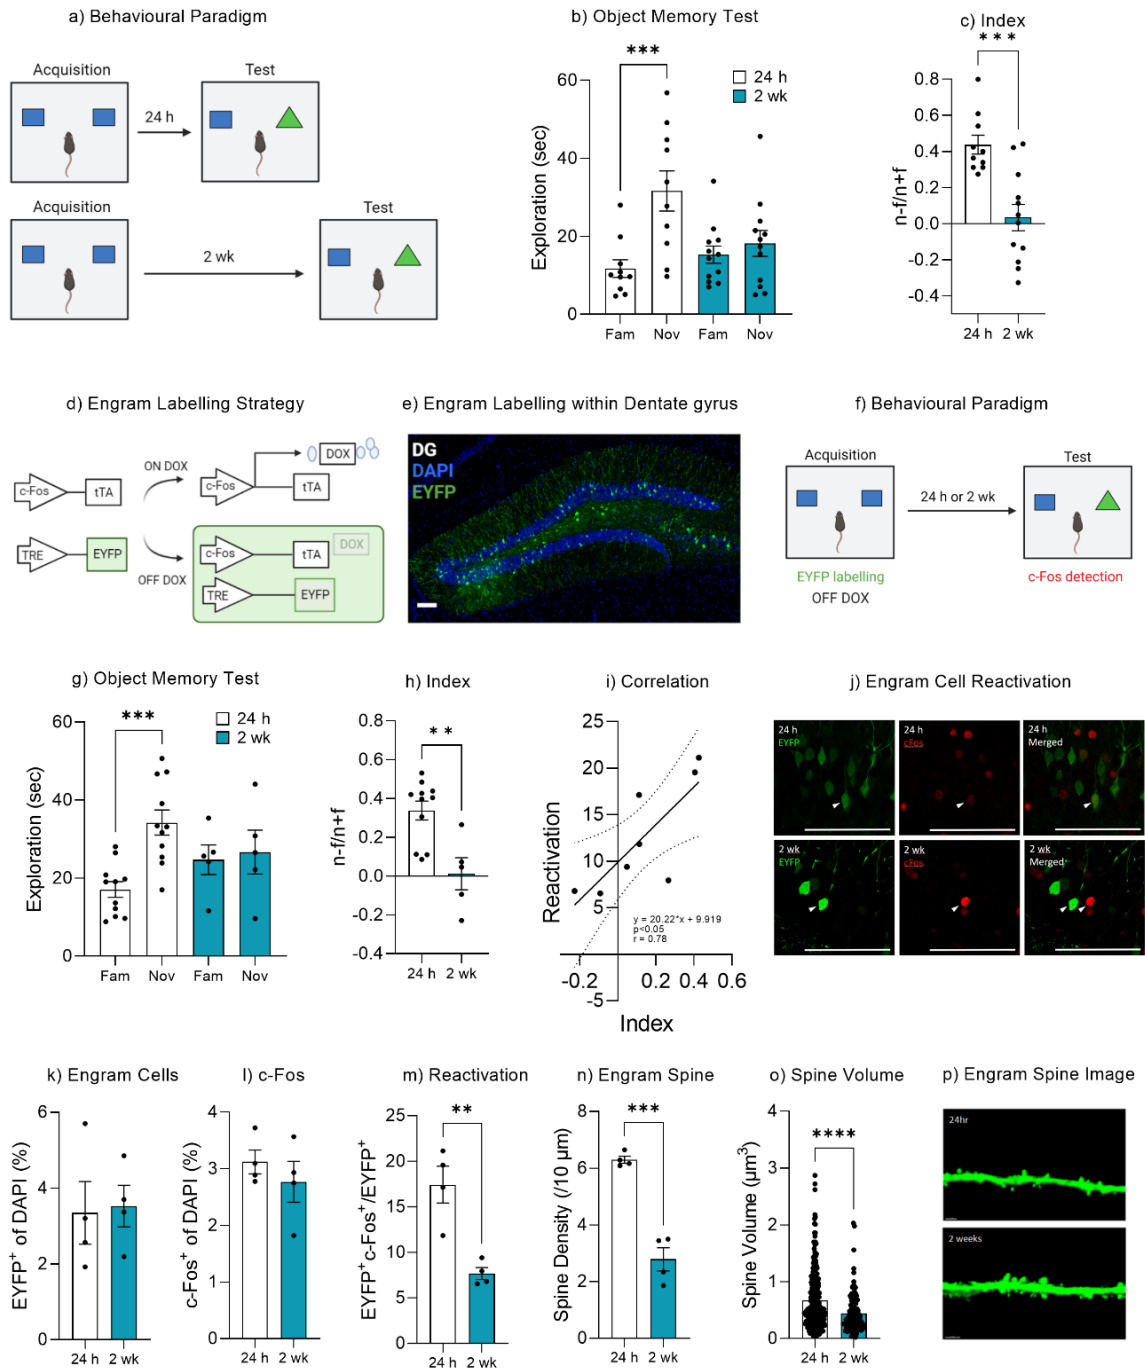 a) Behavioural Paradigm
Acquisition
Test
24 h
Acquisition
Test
2 wk
b) Object Memory Test
***
24 h
2 wk
Exploration (sec)
60
40
20
0
Fam
Nov
Fam
Nov
c) Index
***
n-f/n+f
0.8
0.6
0.4
0.2
0.0
-0.2
-0.4
24 h
2 wk
d) Engram Labelling Strategy
c-Fos
tTA
TRE
EYFP
ON DOX
OFF DOX
DOX
c-Fos
tTA
DOX
c-Fos
tTA
TRE
EYFP
e) Engram Labelling within Dentate gyrus
DG
DAPI
EYFP
f) Behavioural Paradigm
Acquisition
Test
24 h or 2 wk
EYFP labelling
OFF DOX
c-Fos detection
g) Object Memory Test
***
24 h
2 wk
Exploration (sec)
60
40
20
0
Fam
Nov
Fam
Nov
h) Index
**
n-f/n+f
0.8
0.6
0.4
0.2
0.0
-0.2
-0.4
24 h
2 wk
i) Correlation
Reactivation
25
20
15
10
5
-5
-0.2
0.2
0.4
0.6
y = 20.22*x + 9.919
p<0.05
r = 0.78
Index
j) Engram Cell Reactivation
24 h
EYFP
24 h
cFos
24 h
Merged
2 wk
EYFP
2 wk
cFos
2 wk
Merged
k) Engram Cells
EYFP⁺ of DAPI (%)
6
4
2
0
24 h
2 wk
l) c-Fos
c-Fos⁺ of DAPI (%)
4
3
2
1
0
24 h
2 wk
m) Reactivation
**
EYFP⁺c-Fos⁺/EYFP⁺
25
20
15
10
5
0
24 h
2 wk
n) Engram Spine
***
Spine Density (/10 µm)
8
6
4
2
0
24 h
2 wk
o) Spine Volume
****
Spine Volume (µm³)
4
3
2
1
0
24 h
2 wk
p) Engram Spine Image
24hr
2 weeks